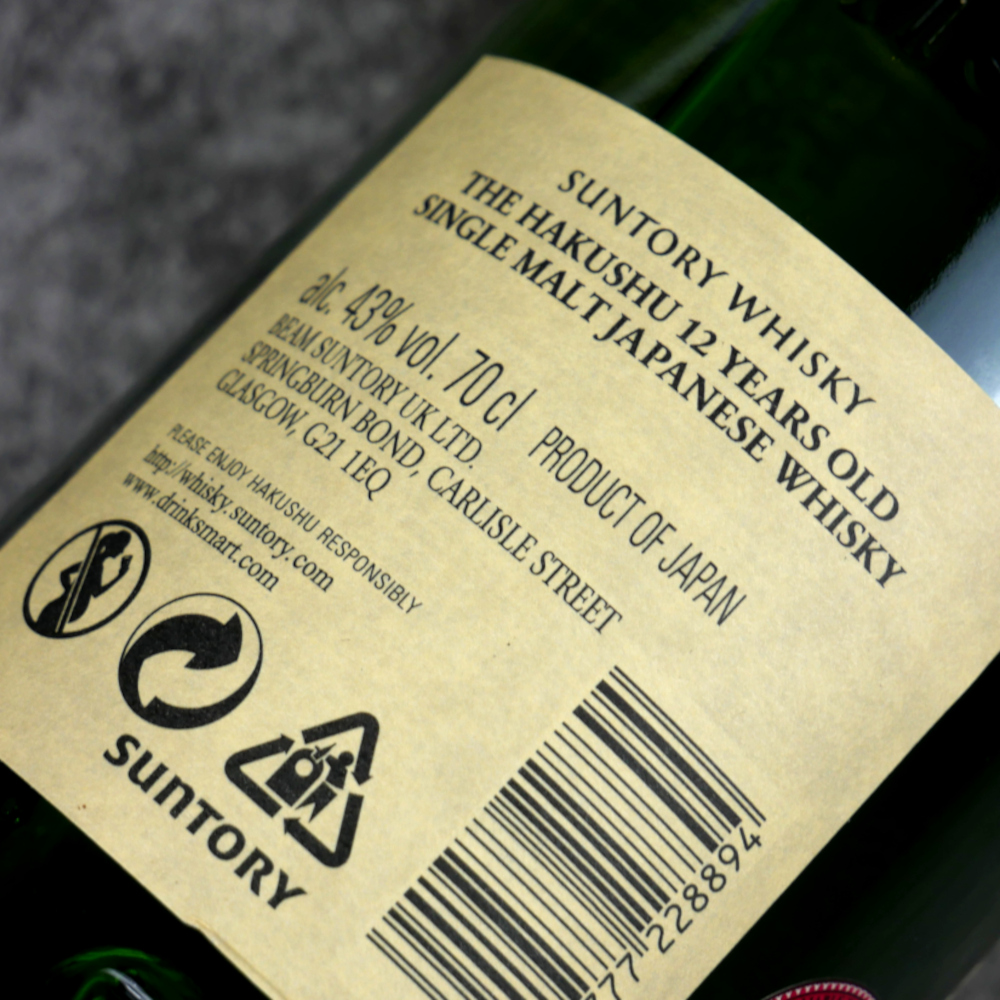 SUNTORY WHISKY
THE HAKUSHU 12 YEARS OLD
SINGLE MALT JAPANESE WHISKY
alc. 43% vol. 70 cl PRODUCT OF JAPAN
BEAM SUNTORY UK LTD.
SPRINGBURN BOND, CARLISLE STREET
GLASGOW, G21 1EQ
PLEASE ENJOY HAKUSHU RESPONSIBLY
http://whisky.suntory.com
www.drinksmart.com
SUNTORY
77 228894